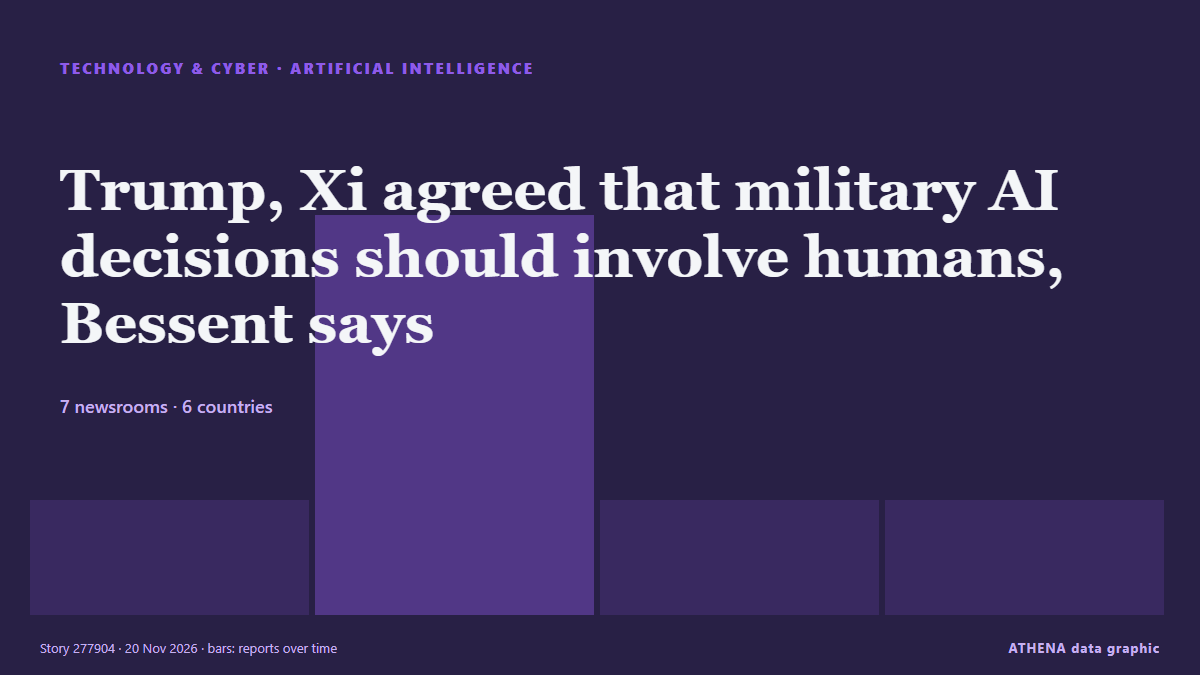 TECHNOLOGY & CYBER · ARTIFICIAL INTELLIGENCE
Trump, Xi agreed that military AI
decisions should involve humans,
Bessent says
7 newsrooms · 6 countries
Story 277904 · 20 Nov 2026 · bars: reports over time
ATHENA data graphic